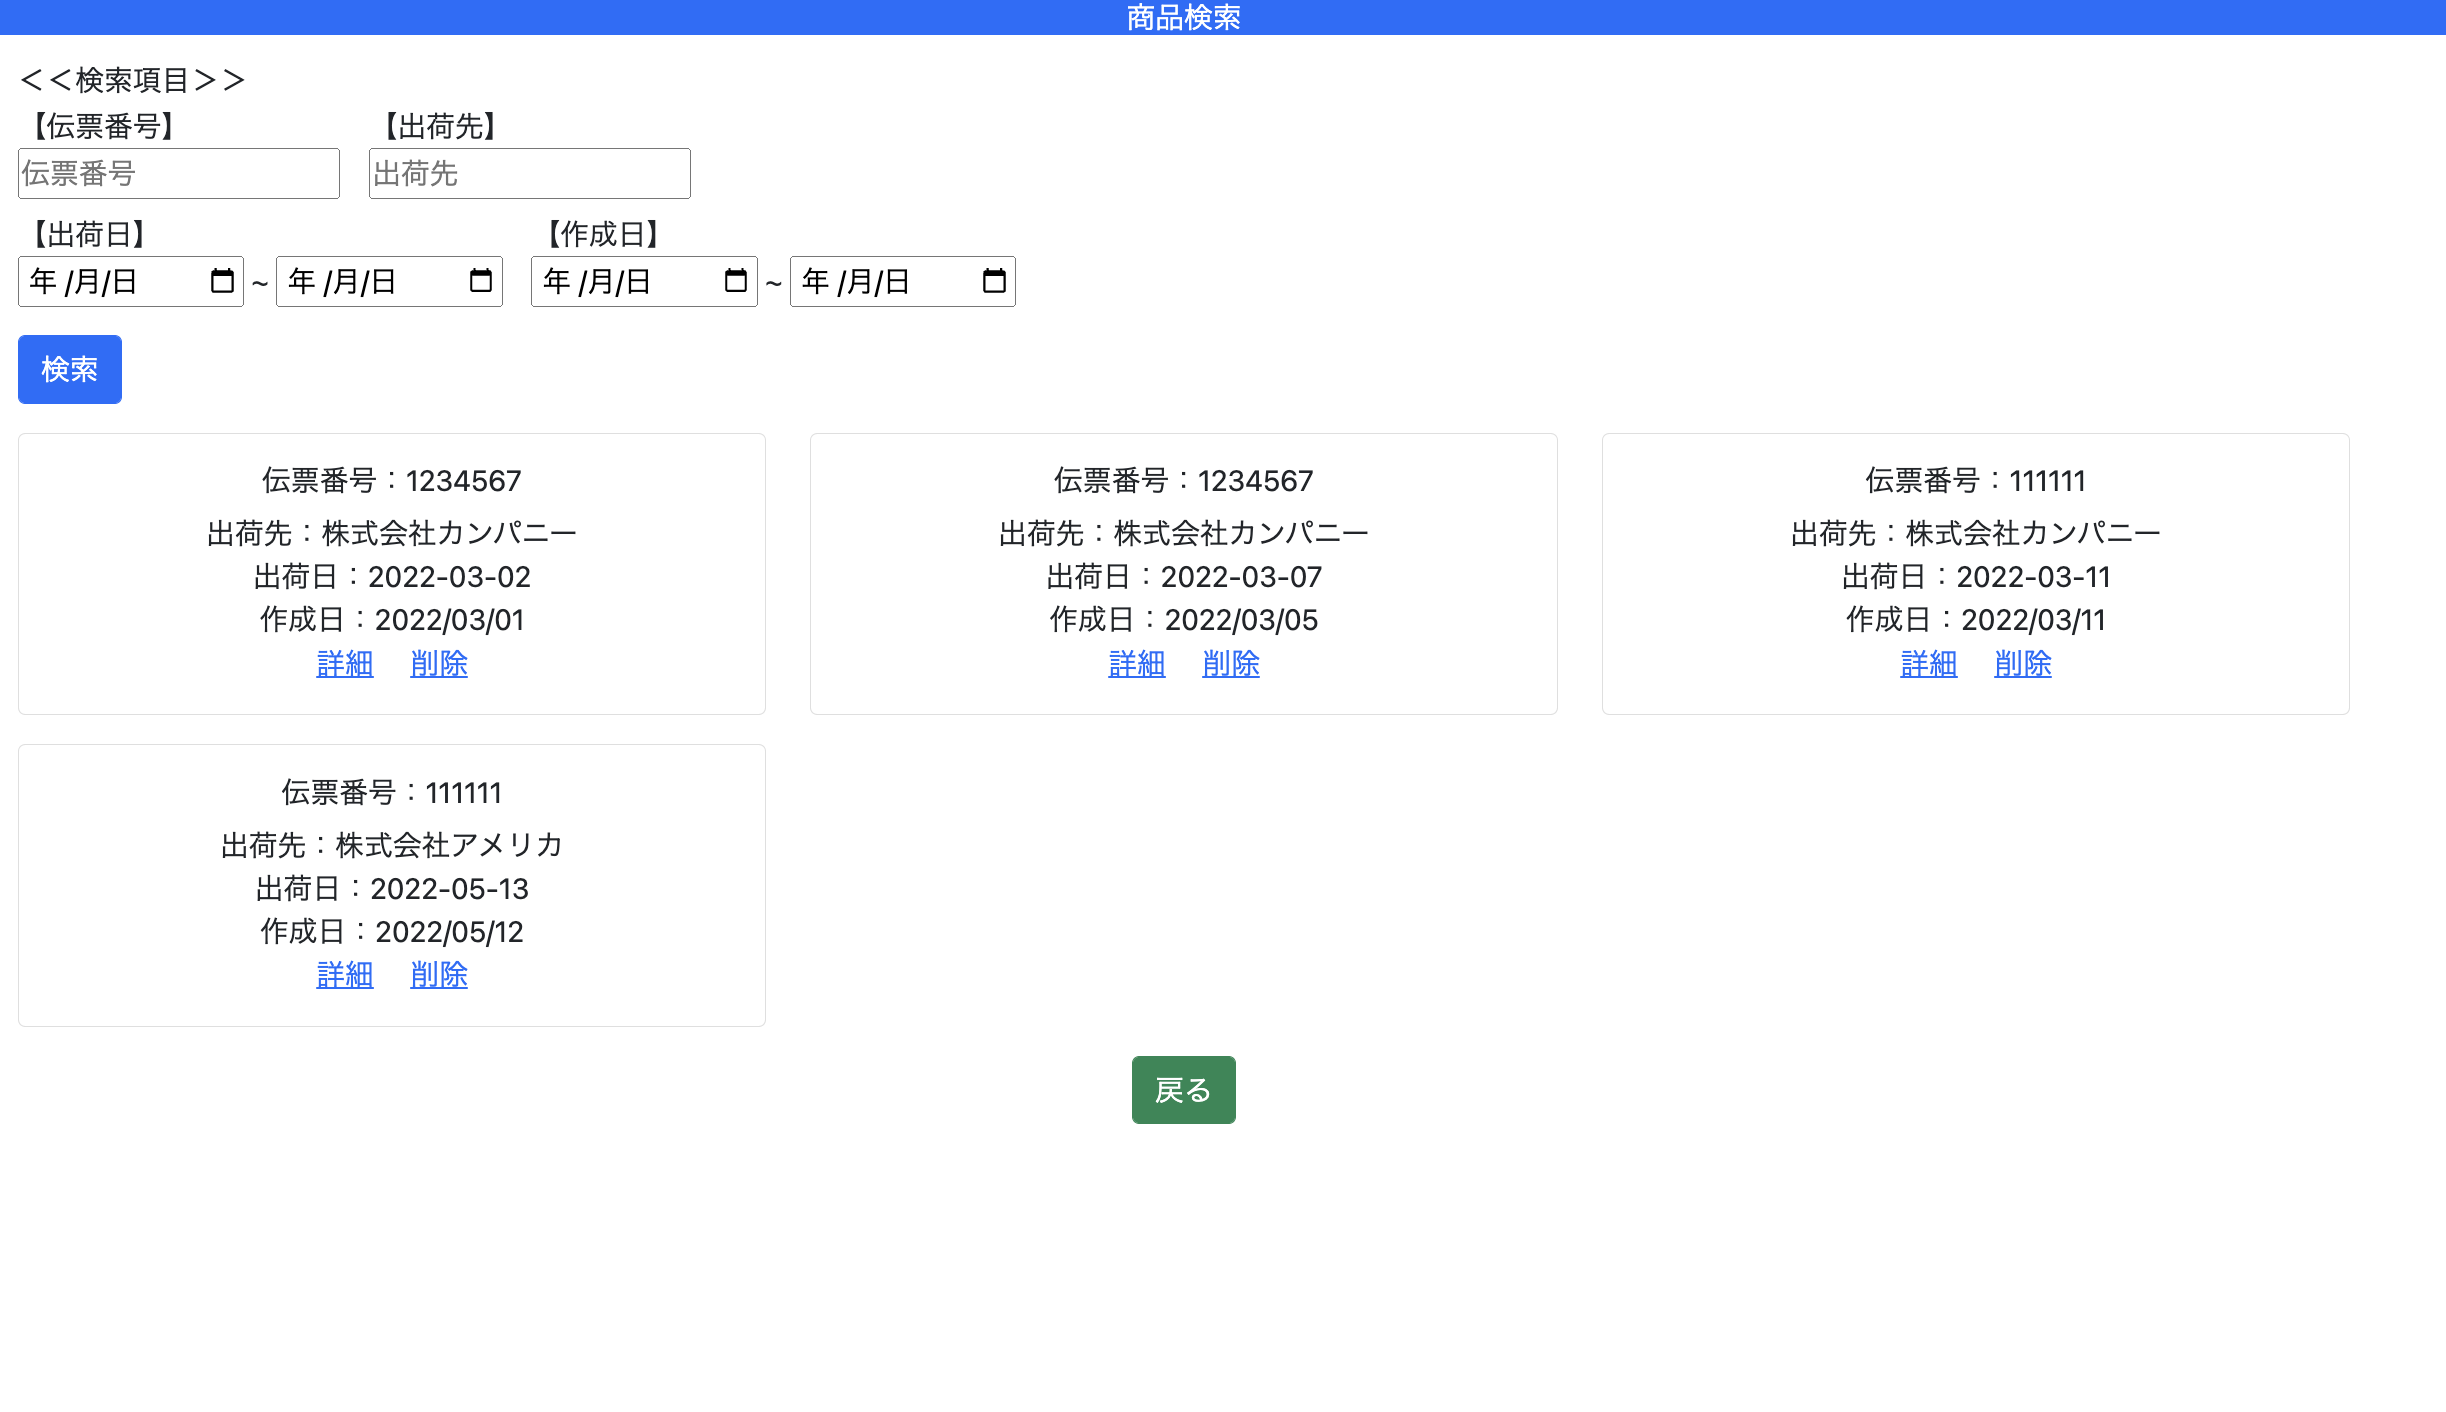 商品検索
＜＜検索項目＞＞
【伝票番号】 【出荷先】
伝票番号 出荷先
【出荷日】 【作成日】
年 /月/日 ~ 年 /月/日 年 /月/日 ~ 年 /月/日
検索
伝票番号：1234567
出荷先：株式会社カンパニー
出荷日：2022-03-02
作成日：2022/03/01
詳細 削除
伝票番号：1234567
出荷先：株式会社カンパニー
出荷日：2022-03-07
作成日：2022/03/05
詳細 削除
伝票番号：111111
出荷先：株式会社カンパニー
出荷日：2022-03-11
作成日：2022/03/11
詳細 削除
伝票番号：111111
出荷先：株式会社アメリカ
出荷日：2022-05-13
作成日：2022/05/12
詳細 削除
戻る